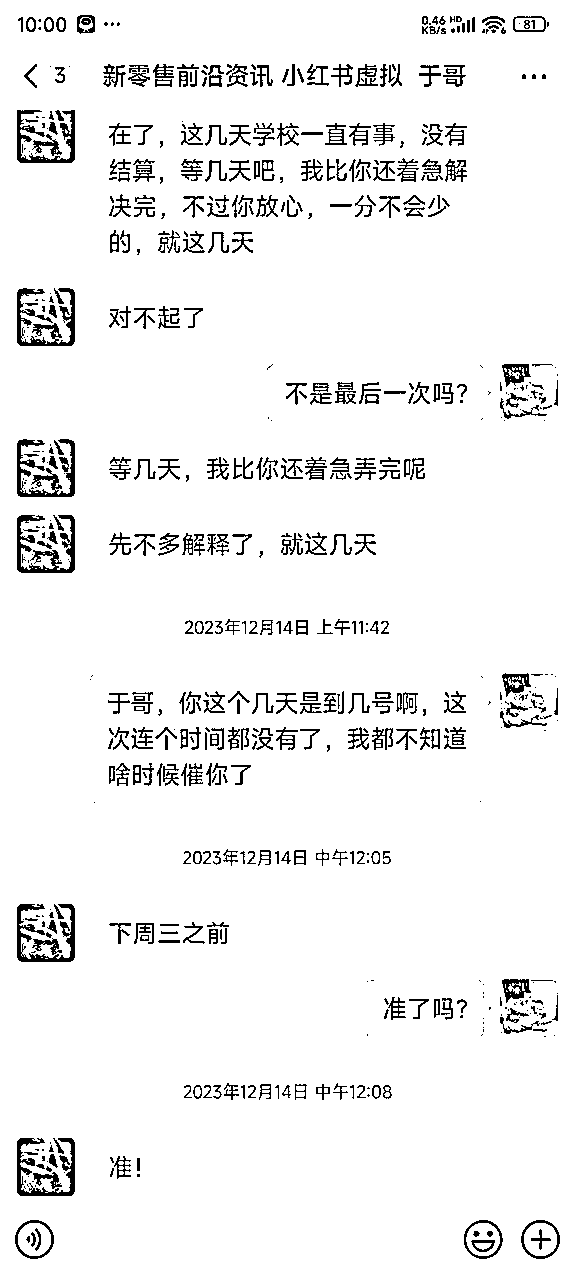 10:00 ··· 0.46 KB/s HD 81
3 新零售前沿资讯 小红书虚拟 于哥 ···
在了，这几天学校一直有事，没有
结算，等几天吧，我比你还着急解
决完，不过你放心，一分不会少
的，就这几天
对不起了
不是最后一次吗？
等几天，我比你还着急弄完呢
先不多解释了，就这几天
2023年12月14日 上午11:42
于哥，你这个几天是到几号啊，这
次连个时间都没有了，我都不知道
啥时候催你了
2023年12月14日 中午12:05
下周三之前
准了吗？
2023年12月14日 中午12:08
准！